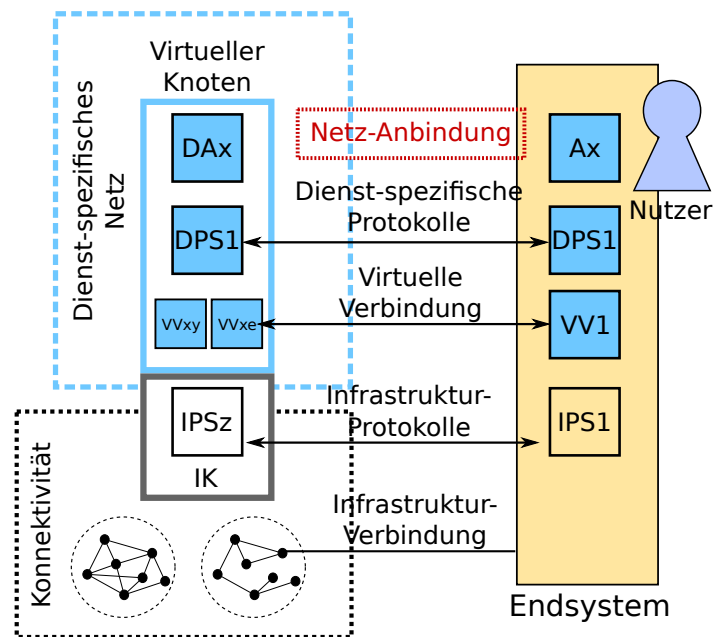 Virtueller
Knoten
Dienst-spezifisches
Netz
DAx
Netz-Anbindung
Ax
Nutzer
Dienst-spezifische
Protokolle
DPS1
DPS1
Virtuelle
Verbindung
VVxy
VVxe
VV1
Infrastruktur-
Protokolle
IPSz
IPS1
IK
Konnektivität
Infrastruktur-
Verbindung
Endsystem